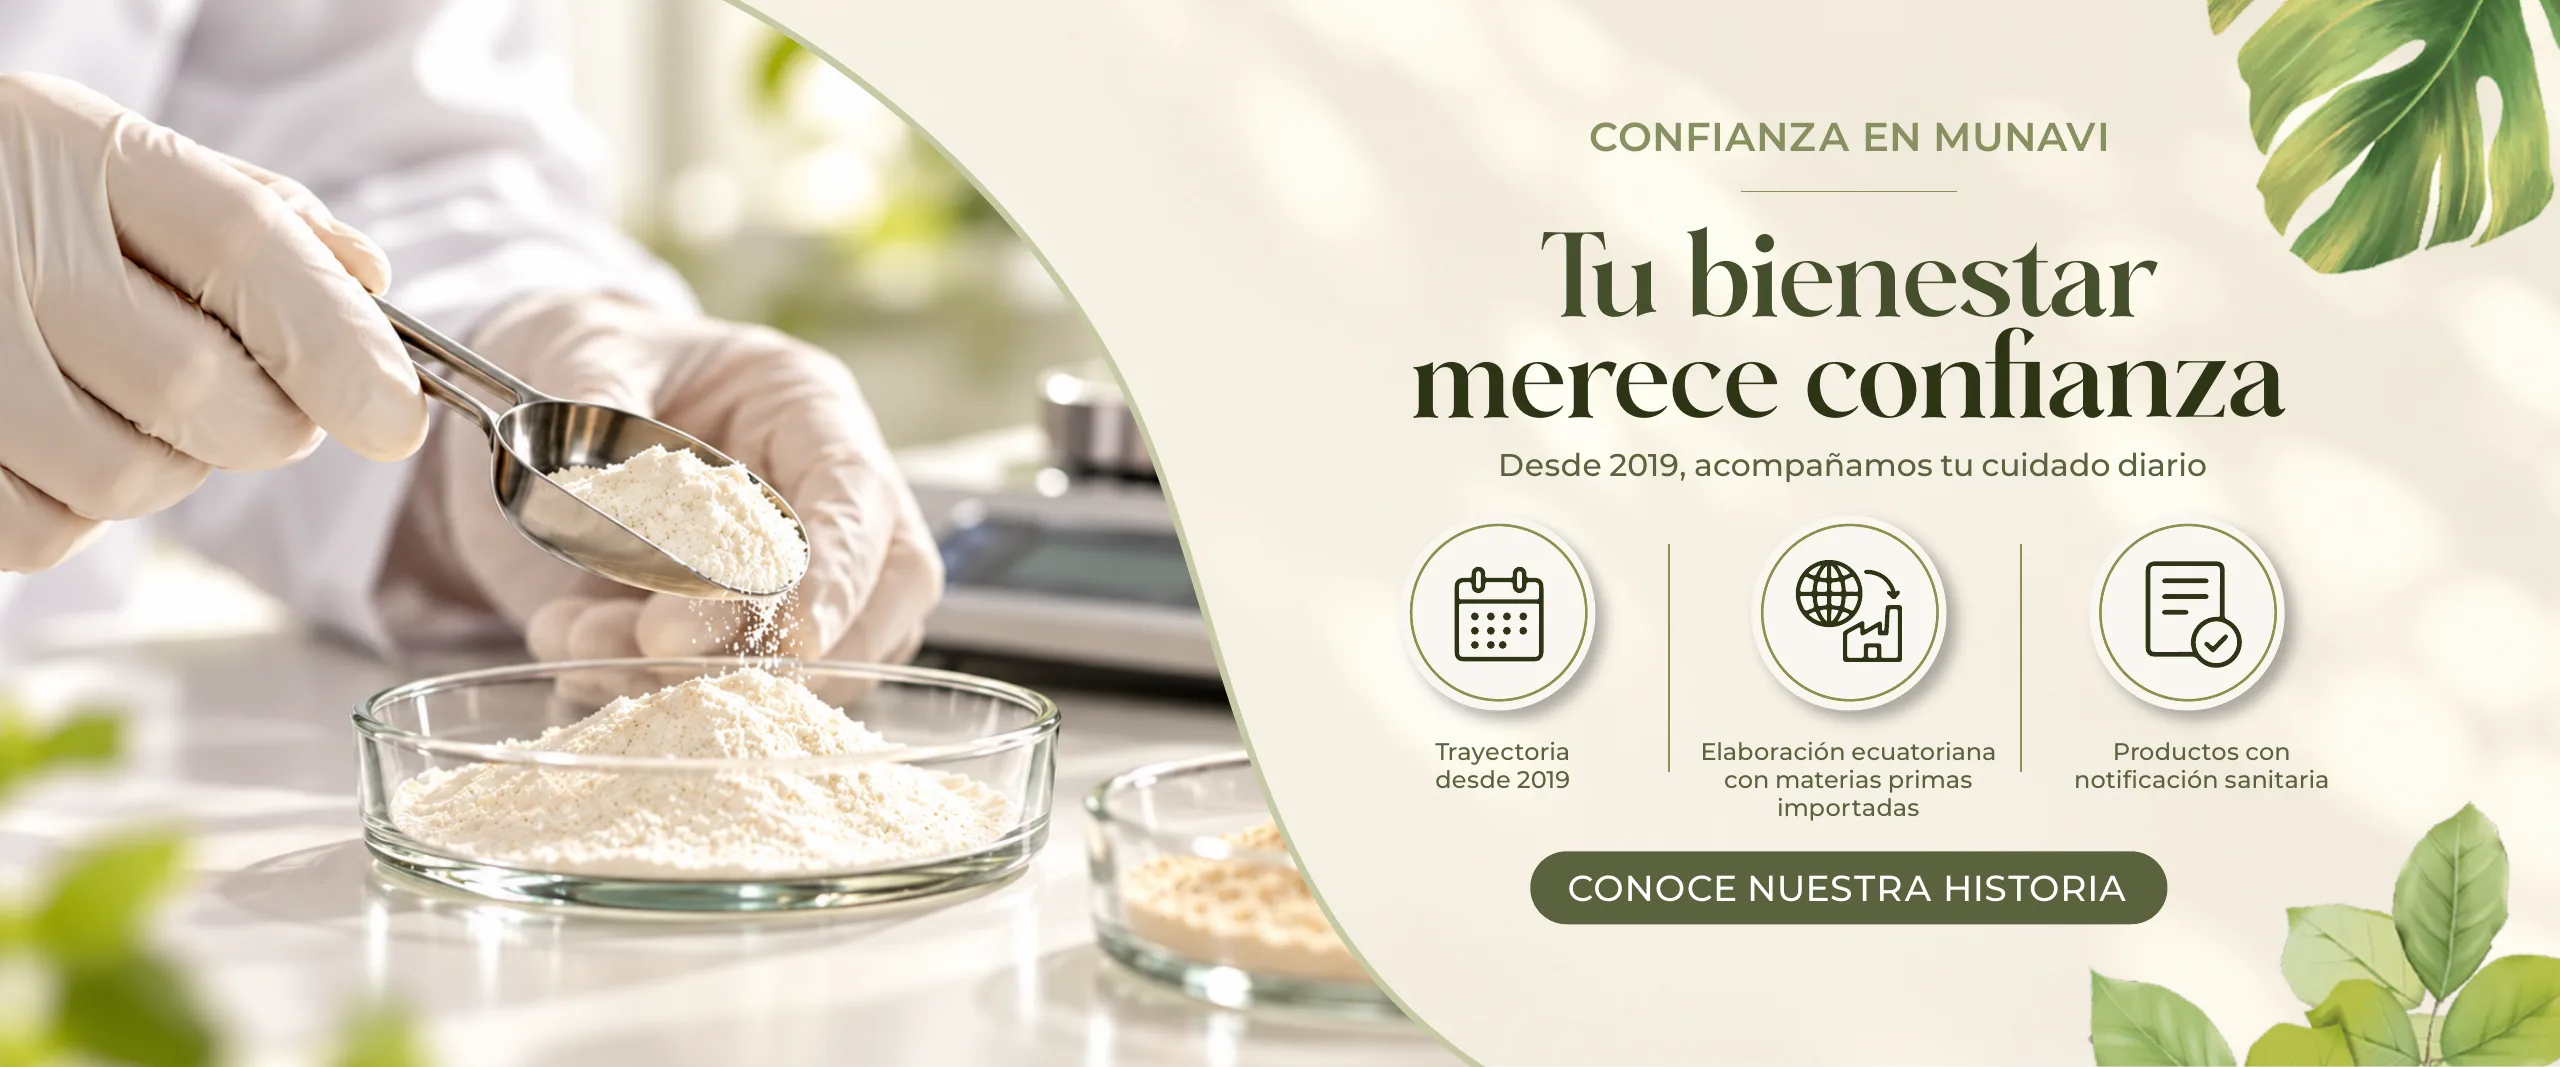 CONFIANZA EN MUNAVI
Tu bienestar
merece confianza
Desde 2019, acompañamos tu cuidado diario
Trayectoria
desde 2019
Elaboración ecuatoriana
con materias primas
importadas
Productos con
notificación sanitaria
CONOCE NUESTRA HISTORIA